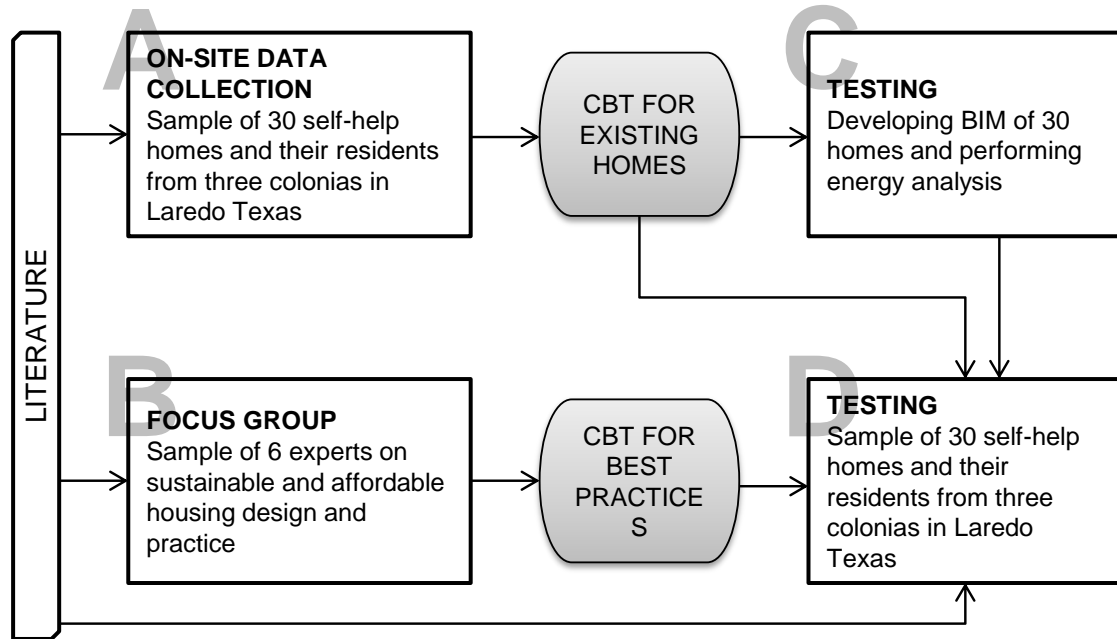 LITERATURE
A
ON-SITE DATA
COLLECTION
Sample of 30 self-help
homes and their residents
from three colonias in
Laredo Texas
CBT FOR
EXISTING
HOMES
C
TESTING
Developing BIM of 30
homes and performing
energy analysis
B
FOCUS GROUP
Sample of 6 experts on
sustainable and affordable
housing design and
practice
CBT FOR
BEST
PRACTICE
S
D
TESTING
Sample of 30 self-help
homes and their
residents from three
colonias in Laredo
Texas